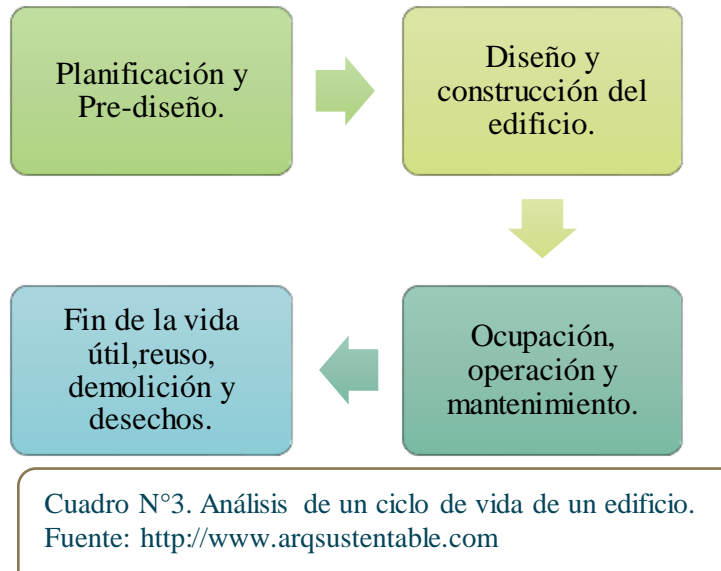 Planificación y
Pre-diseño.
Diseño y
construcción del
edificio.
Ocupación,
operación y
mantenimiento.
Fin de la vida
útil,reuso,
demolición y
desechos.
Cuadro N°3. Análisis de un ciclo de vida de un edificio.
Fuente: http://www.arqsustentable.com